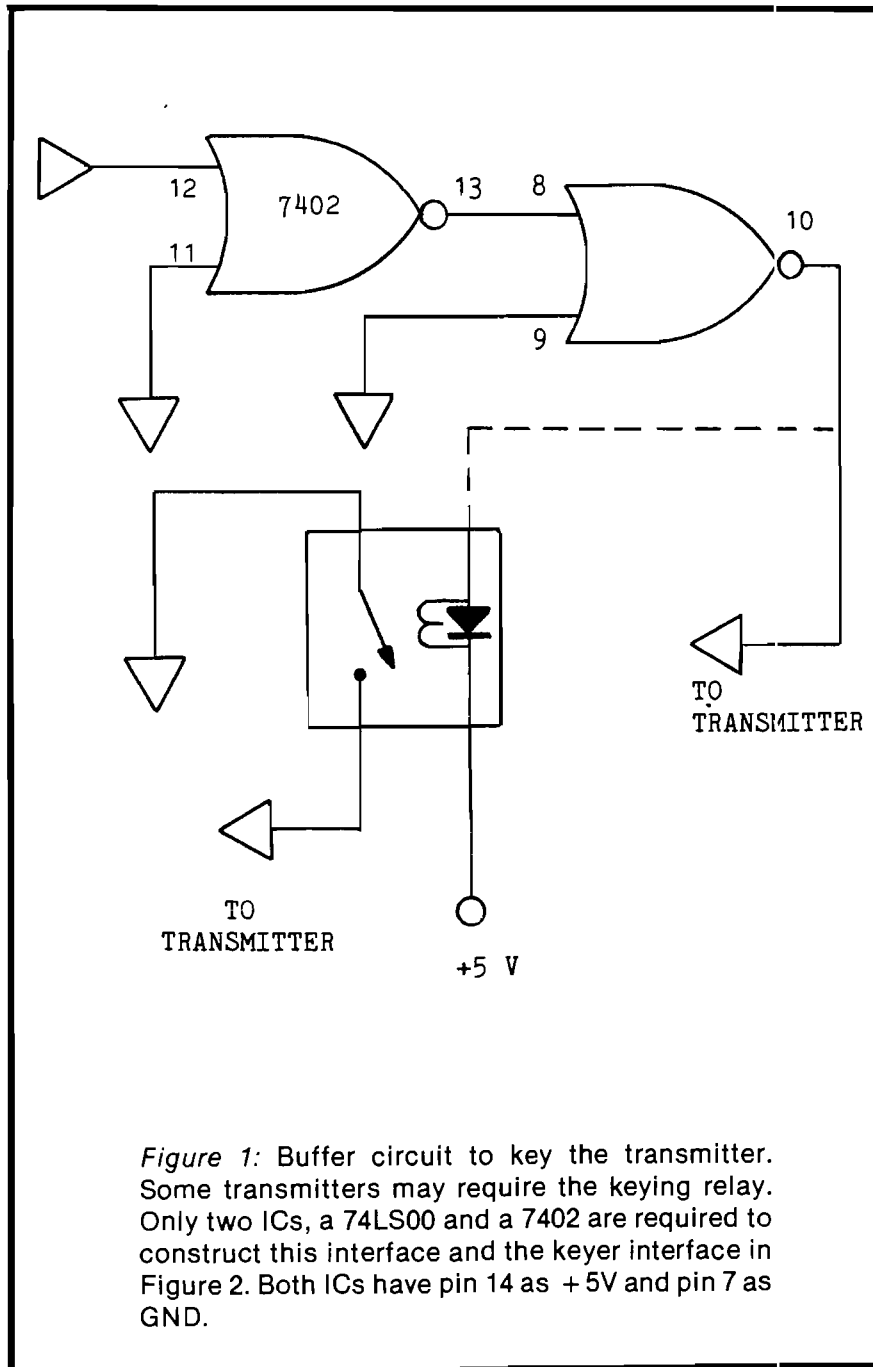 12
7402
13
8
10
11
9
TO
TRANSMITTER
TO
TRANSMITTER
+5 V
Figure 1: Buffer circuit to key the transmitter.
Some transmitters may require the keying relay.
Only two ICs, a 74LS00 and a 7402 are required to
construct this interface and the keyer interface in
Figure 2. Both ICs have pin 14 as +5V and pin 7 as
GND.